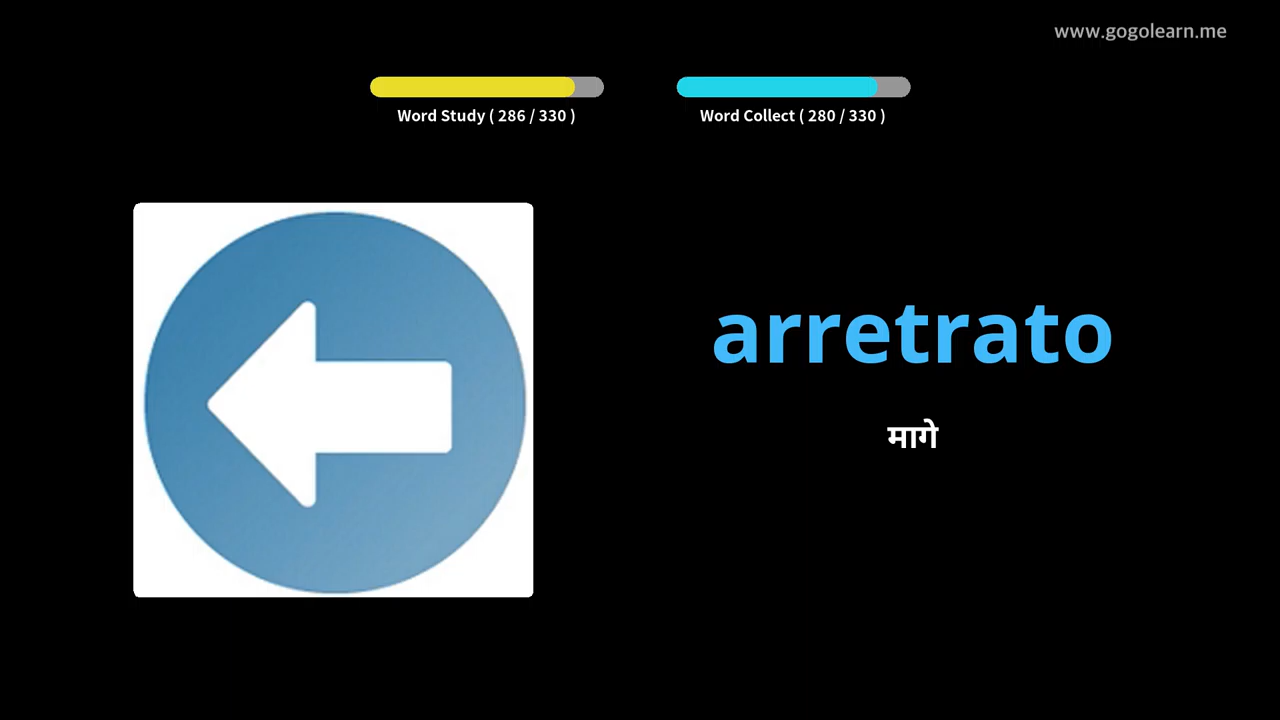 www.gogolearn.me
Word Study ( 286 / 330 )
Word Collect ( 280 / 330 )
arretrato
मागे